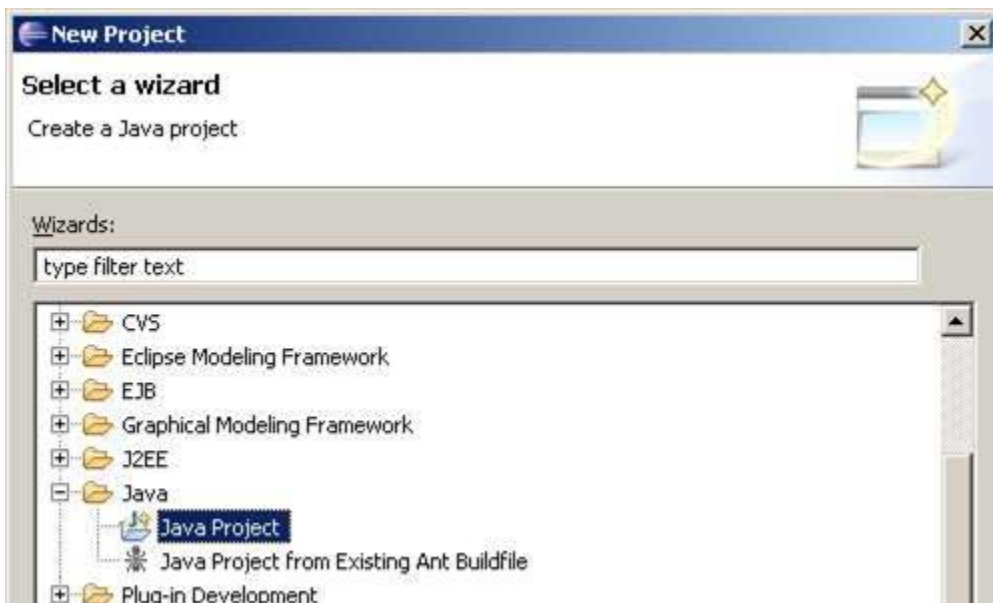 New Project
Select a wizard
Create a Java project
Wizards:
type filter text
CVS
Eclipse Modeling Framework
EJB
Graphical Modeling Framework
J2EE
Java
Java Project
Java Project from Existing Ant Buildfile
Plug-in Development